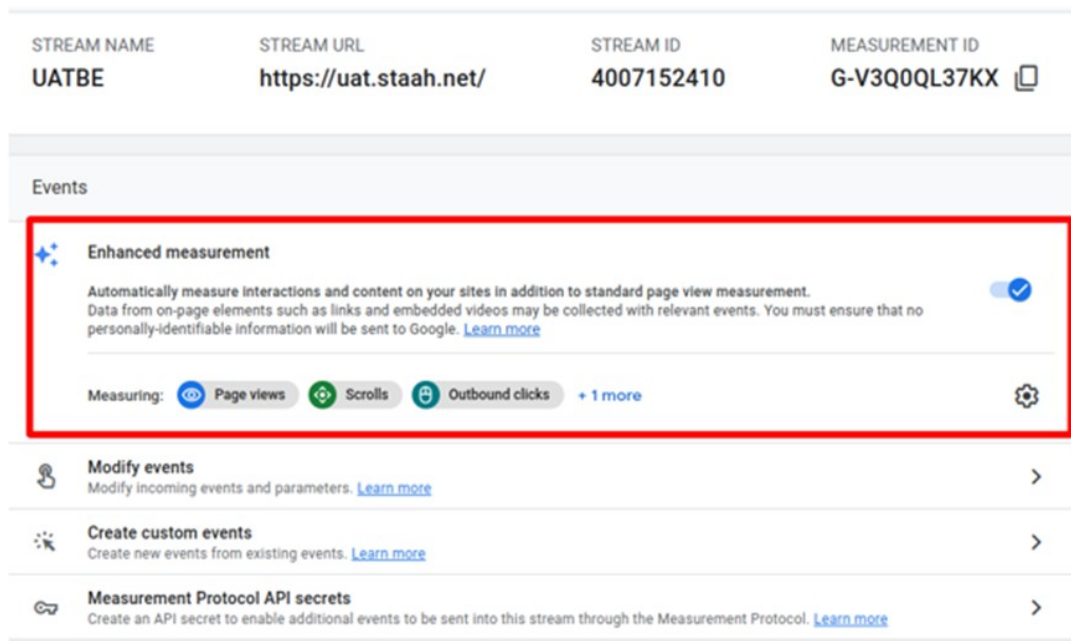 STREAM NAME STREAM URL STREAM ID MEASUREMENT ID
UATBE https://uat.staah.net/ 4007152410 G-V3Q0QL37KX
Events
Enhanced measurement
Automatically measure interactions and content on your sites in addition to standard page view measurement.
Data from on-page elements such as links and embedded videos may be collected with relevant events. You must ensure that no
personally-identifiable information will be sent to Google. Learn more
Measuring: Page views Scrolls Outbound clicks + 1 more
Modify events
Modify incoming events and parameters. Learn more
Create custom events
Create new events from existing events. Learn more
Measurement Protocol API secrets
Create an API secret to enable additional events to be sent into this stream through the Measurement Protocol. Learn more